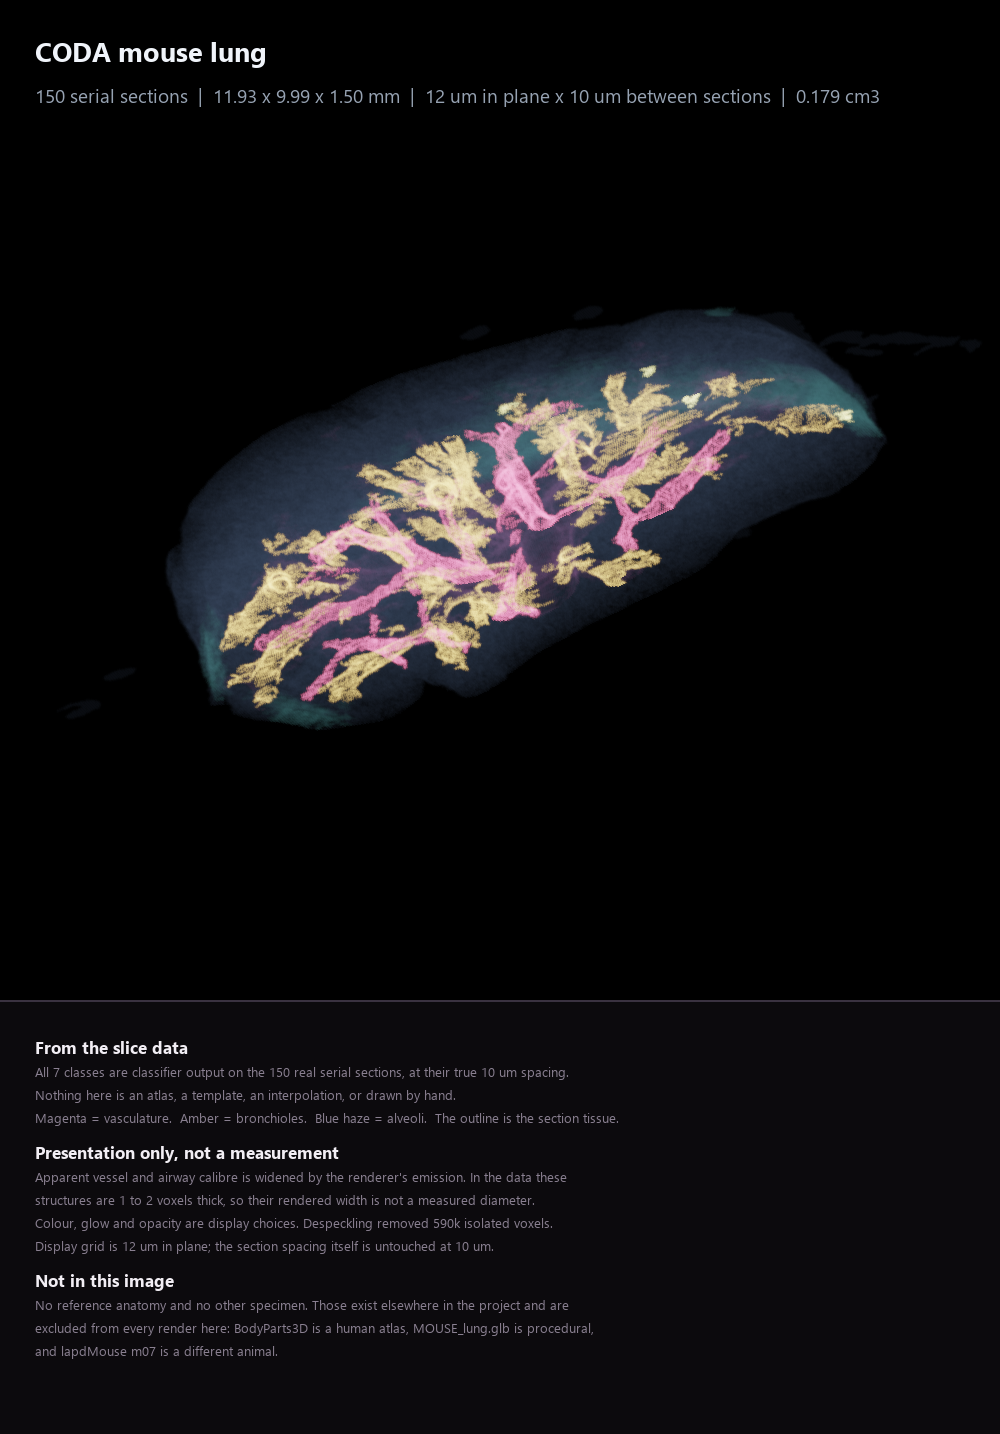 CODA mouse lung
150 serial sections | 11.93 x 9.99 x 1.50 mm | 12 um in plane x 10 um between sections | 0.179 cm3
From the slice data
All 7 classes are classifier output on the 150 real serial sections, at their true 10 um spacing.
Nothing here is an atlas, a template, an interpolation, or drawn by hand.
Magenta = vasculature. Amber = bronchioles. Blue haze = alveoli. The outline is the section tissue.
Presentation only, not a measurement
Apparent vessel and airway calibre is widened by the renderer's emission. In the data these
structures are 1 to 2 voxels thick, so their rendered width is not a measured diameter.
Colour, glow and opacity are display choices. Despeckling removed 590k isolated voxels.
Display grid is 12 um in plane; the section spacing itself is untouched at 10 um.
Not in this image
No reference anatomy and no other specimen. Those exist elsewhere in the project and are
excluded from every render here: BodyParts3D is a human atlas, MOUSE_lung.glb is procedural,
and lapdMouse m07 is a different animal.